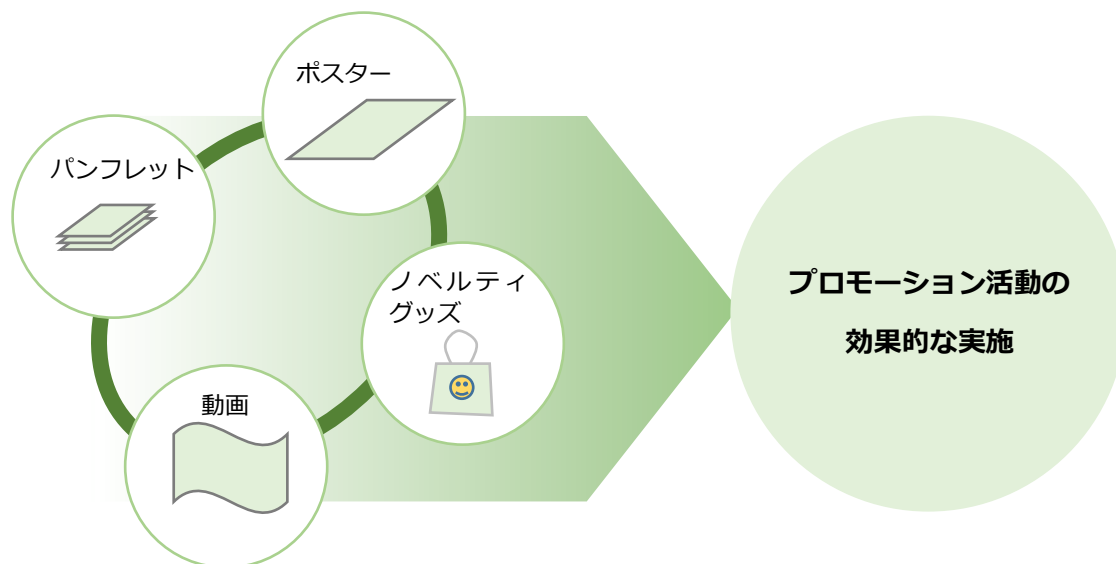 ポスター
パンフレット
ノベルティ
グッズ
動画
プロモーション活動の
効果的な実施